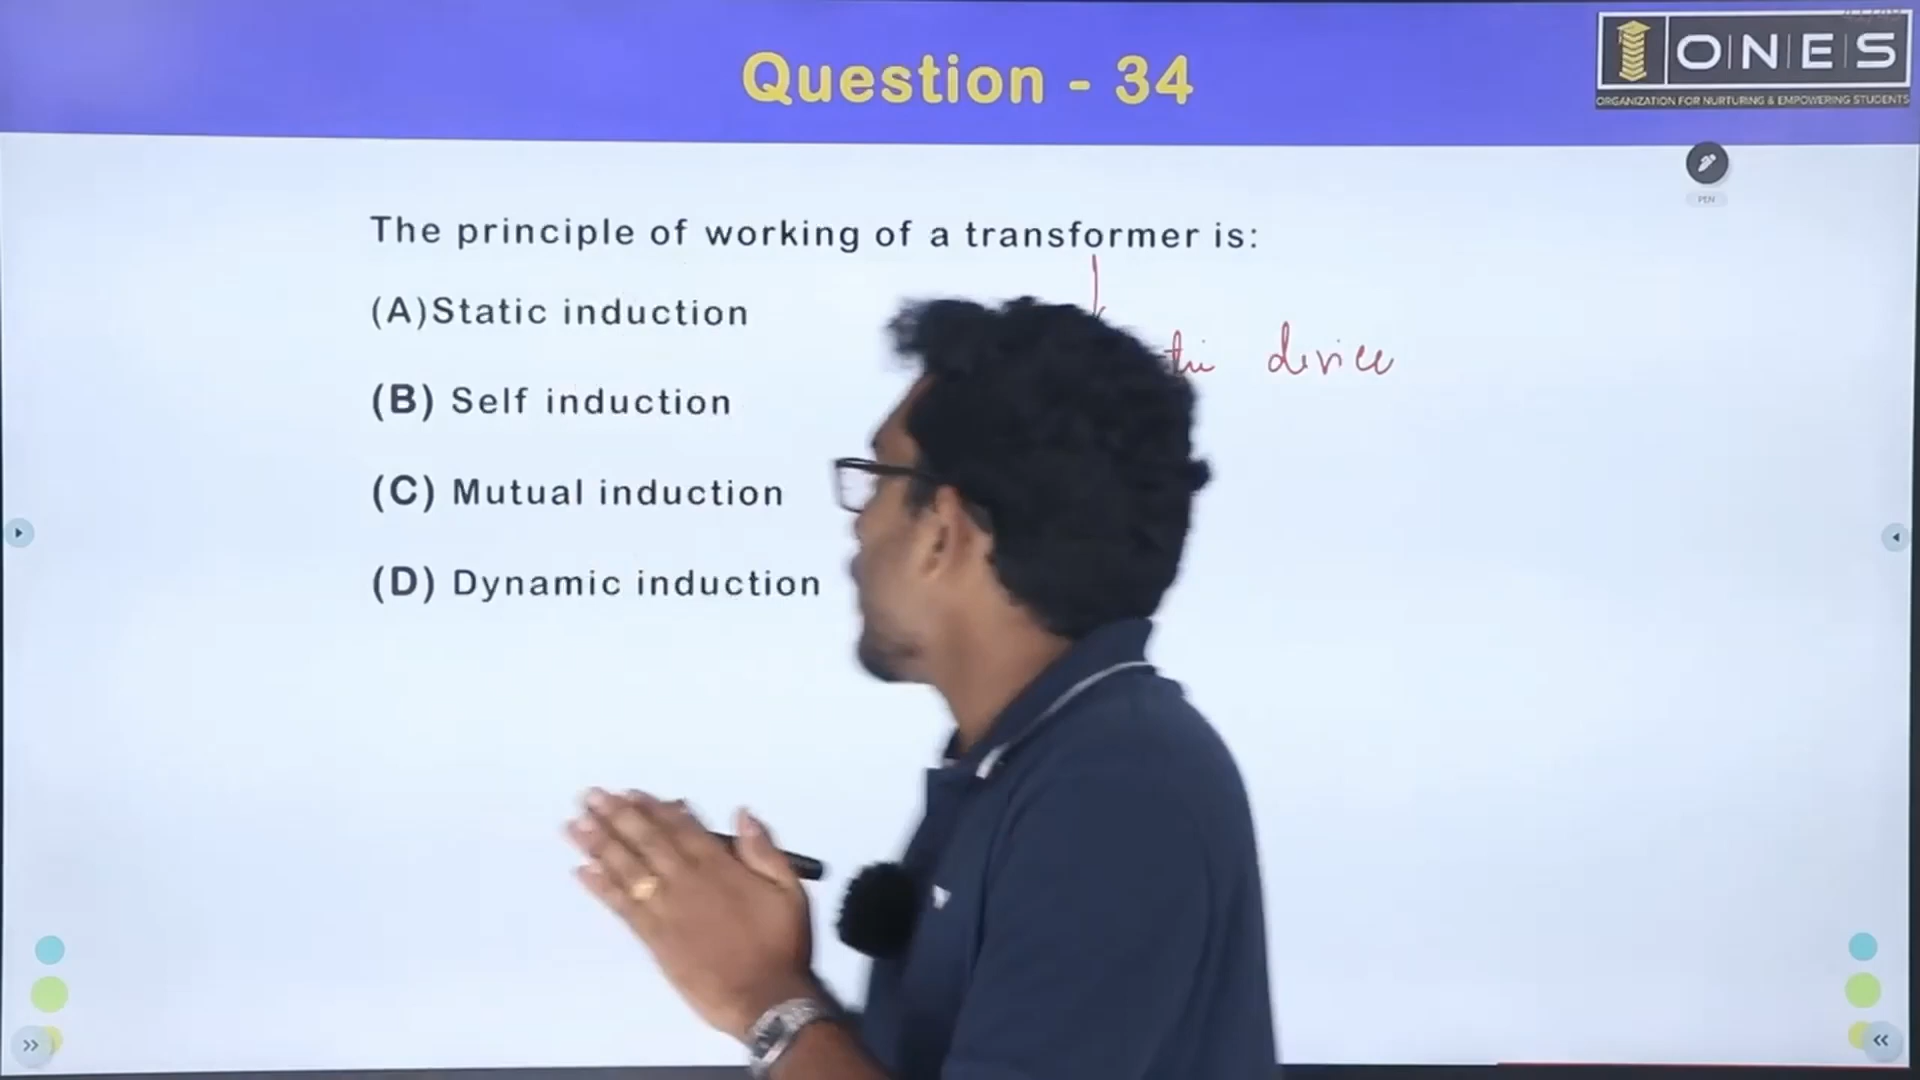 Question - 34
ONES
ORGANIZATION FOR NURTURING & EMPOWERING STUDENTS
PEN
The principle of working of a transformer is:
(A)Static induction
device
(B) Self induction
(C) Mutual induction
(D) Dynamic induction